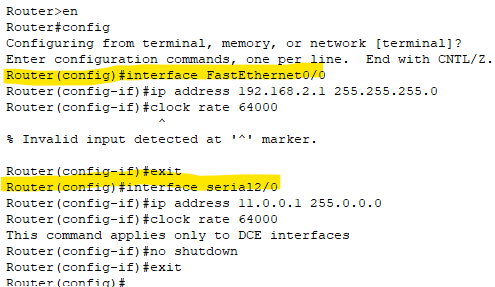 Router>en
Router#config
Configuring from terminal, memory, or network [terminal]?
Enter configuration commands, one per line. End with CNTL/Z.
Router(config)#interface FastEthernet0/0
Router(config-if)#ip address 192.168.2.1 255.255.255.0
Router(config-if)#clock rate 64000
^
% Invalid input detected at '^' marker.
Router(config-if)#exit
Router(config)#interface serial2/0
Router(config-if)#ip address 11.0.0.1 255.0.0.0
Router(config-if)#clock rate 64000
This command applies only to DCE interfaces
Router(config-if)#no shutdown
Router(config-if)#exit
Router(config)#